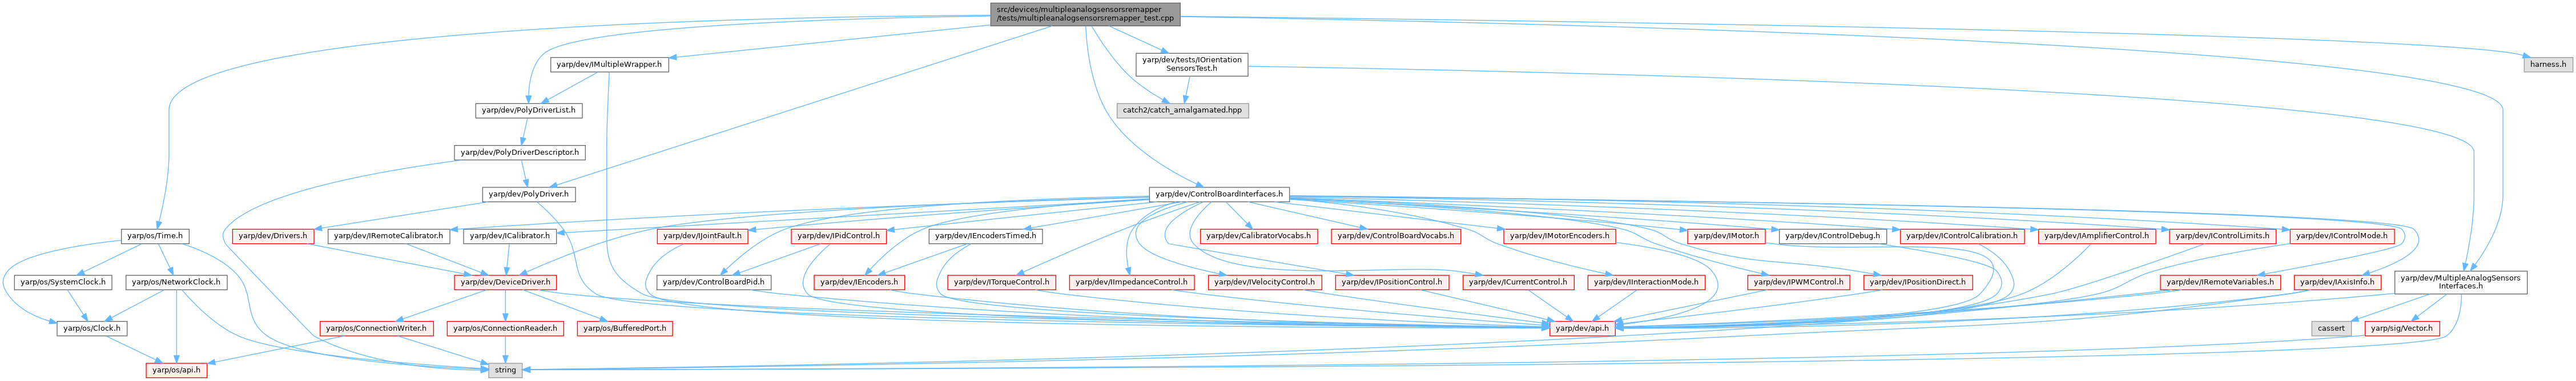 src/devices/multipleanalogsensorsremapper
/tests/multipleanalogsensorsremapper_test.cpp
yarp/dev/IMultipleWrapper.h
yarp/dev/tests/IOrientation
SensorsTest.h
harness.h
yarp/dev/PolyDriverList.h
catch2/catch_amalgamated.hpp
yarp/dev/PolyDriverDescriptor.h
yarp/dev/PolyDriver.h
yarp/dev/ControlBoardInterfaces.h
yarp/os/Time.h
yarp/dev/Drivers.h
yarp/dev/IRemoteCalibrator.h
yarp/dev/ICalibrator.h
yarp/dev/IJointFault.h
yarp/dev/IPidControl.h
yarp/dev/IEncodersTimed.h
yarp/dev/CalibratorVocabs.h
yarp/dev/ControlBoardVocabs.h
yarp/dev/IMotorEncoders.h
yarp/dev/IMotor.h
yarp/dev/IControlDebug.h
yarp/dev/IControlCalibration.h
yarp/dev/IAmplifierControl.h
yarp/dev/IControlLimits.h
yarp/dev/IControlMode.h
yarp/os/SystemClock.h
yarp/os/NetworkClock.h
yarp/dev/DeviceDriver.h
yarp/dev/ControlBoardPid.h
yarp/dev/IEncoders.h
yarp/dev/ITorqueControl.h
yarp/dev/IImpedanceControl.h
yarp/dev/IVelocityControl.h
yarp/dev/IPositionControl.h
yarp/dev/ICurrentControl.h
yarp/dev/IInteractionMode.h
yarp/dev/IPWMControl.h
yarp/dev/IPositionDirect.h
yarp/dev/IRemoteVariables.h
yarp/dev/IAxisInfo.h
yarp/dev/MultipleAnalogSensors
Interfaces.h
yarp/os/Clock.h
yarp/os/ConnectionWriter.h
yarp/os/ConnectionReader.h
yarp/os/BufferedPort.h
yarp/dev/api.h
cassert
yarp/sig/Vector.h
yarp/os/api.h
string